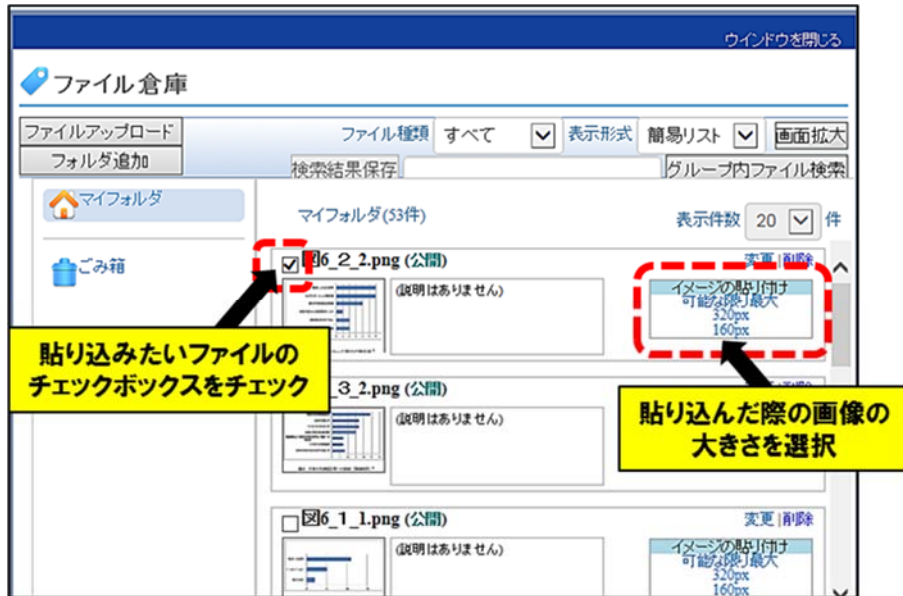 ウインドウを閉じる
ファイル倉庫
ファイルアップロード
フォルダ追加
ファイル種類 すべて 表示形式 簡易リスト 画面拡大
検索結果保存 グループ内ファイル検索
マイフォルダ
ごみ箱
マイフォルダ(53件)
表示件数 20 件
図6_2_2.png (公開)
変更 | 削除
(説明はありません)
イメージの貼り付け
可能な限り最大
320px
160px
貼り込みたいファイルの
チェックボックスをチェック
_3_2.png (公開)
(説明はありません)
貼り込んだ際の画像の
大きさを選択
図6_1_1.png (公開)
変更 | 削除
(説明はありません)
イメージの貼り付け
可能な限り最大
320px
160px